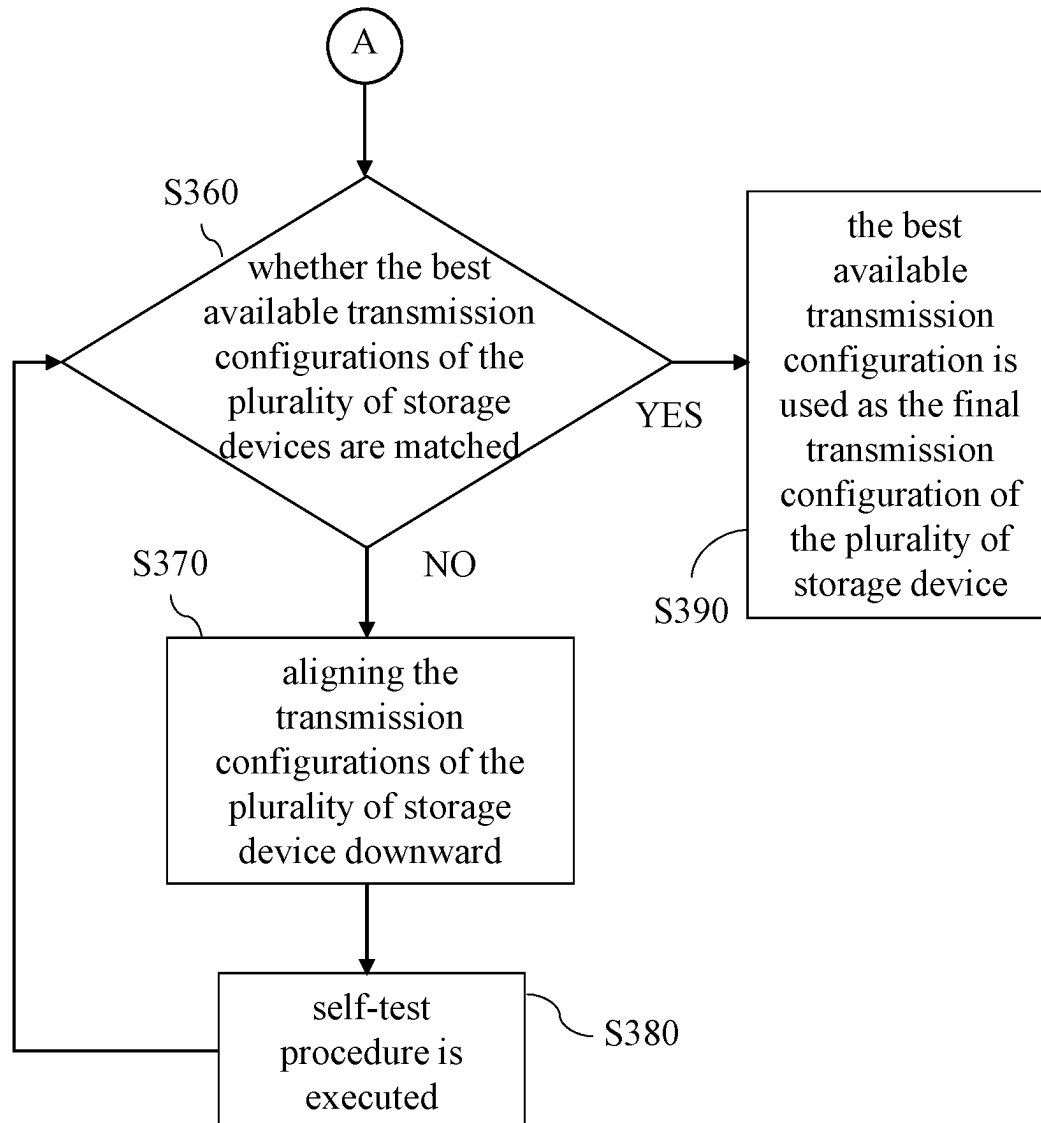 A
S360
whether the best
available transmission
configurations of the
plurality of storage
devices are matched
YES
NO
the best
available
transmission
configuration is
used as the final
transmission
configuration of
the plurality of
storage device
S390
S370
aligning the
transmission
configurations of the
plurality of storage
device downward
self-test
procedure is
executed
S380